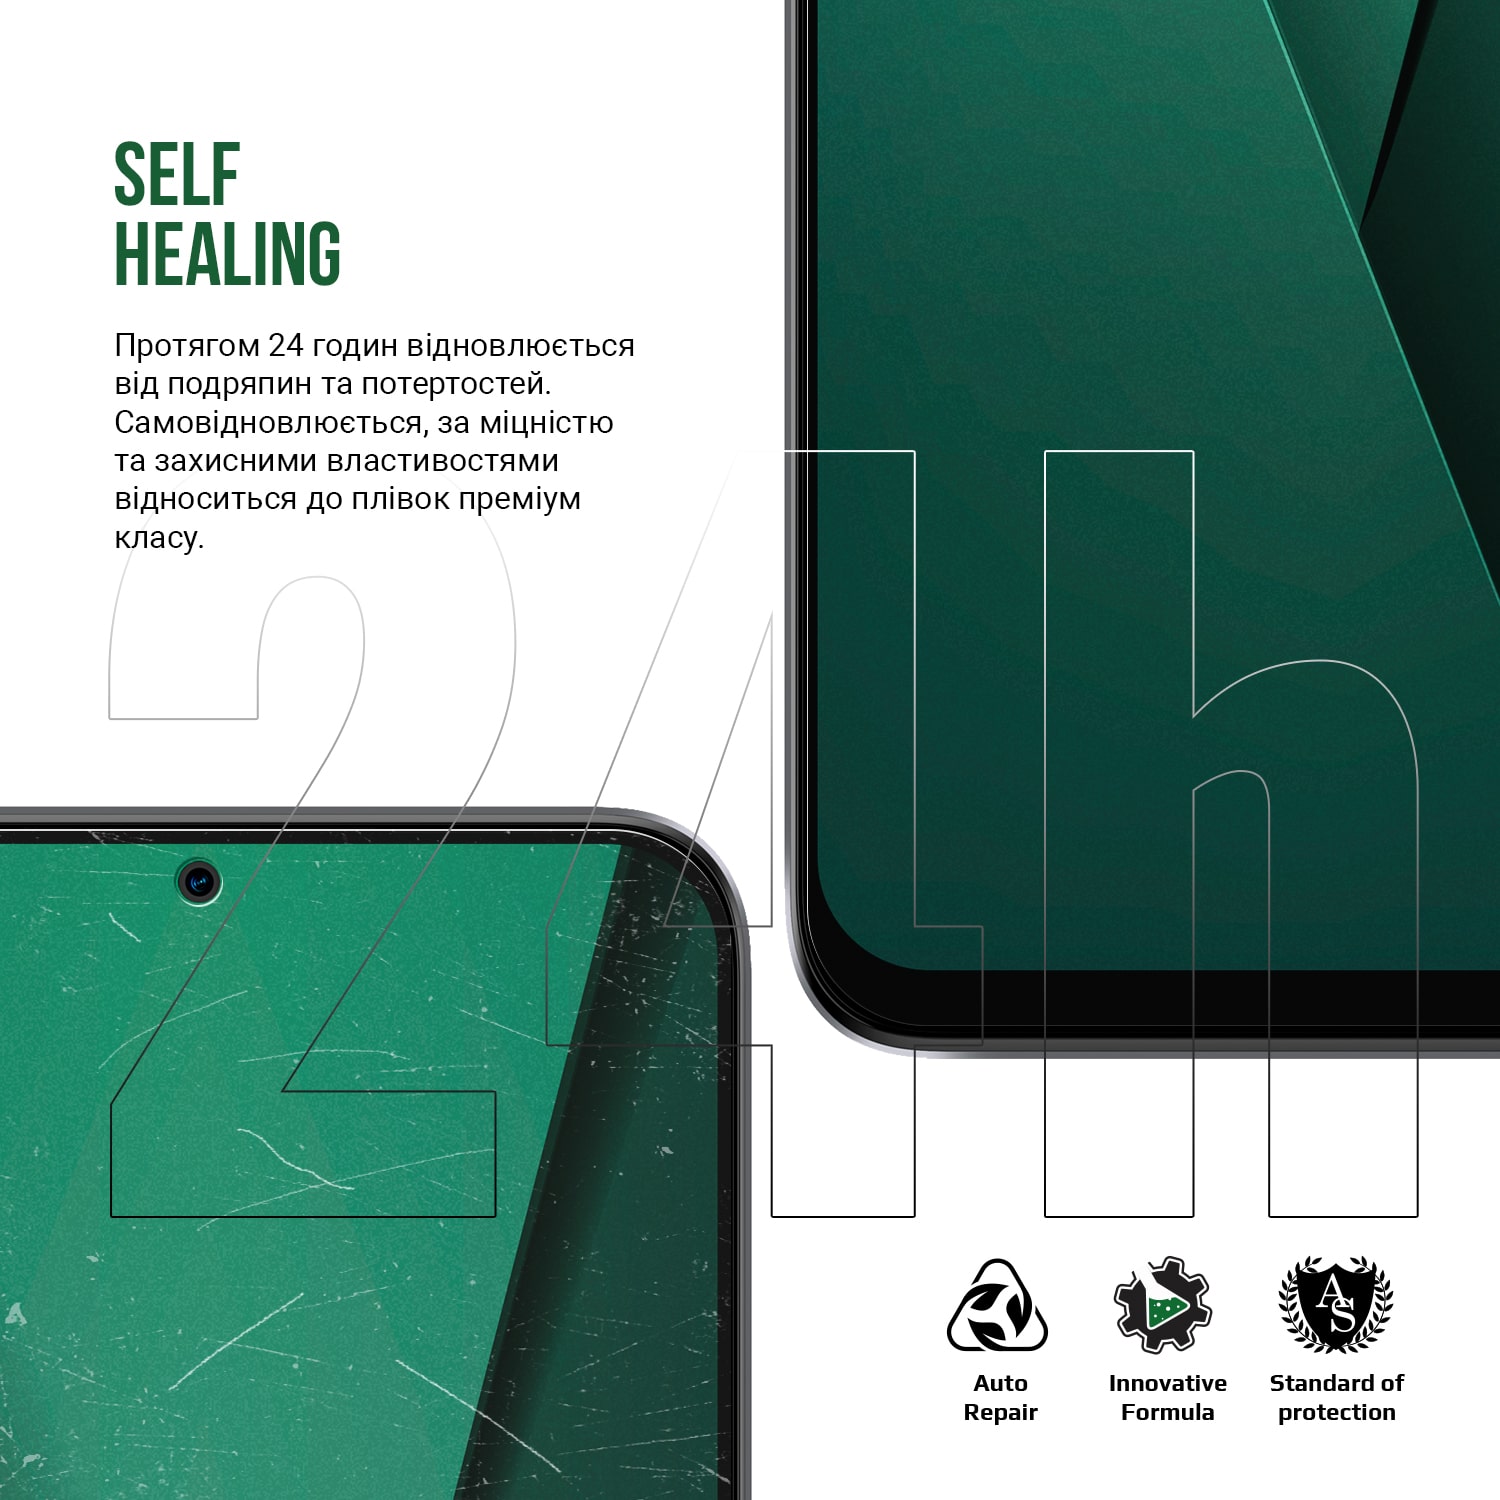 SELF
HEALING
Протягом 24 годин відновлюється
від подряпин та потертостей.
Самовідновлюється, за міцністю
та захисними властивостями
відноситься до плівок преміум
класу.
24h
AS
Auto
Repair
Innovative
Formula
Standard of
protection